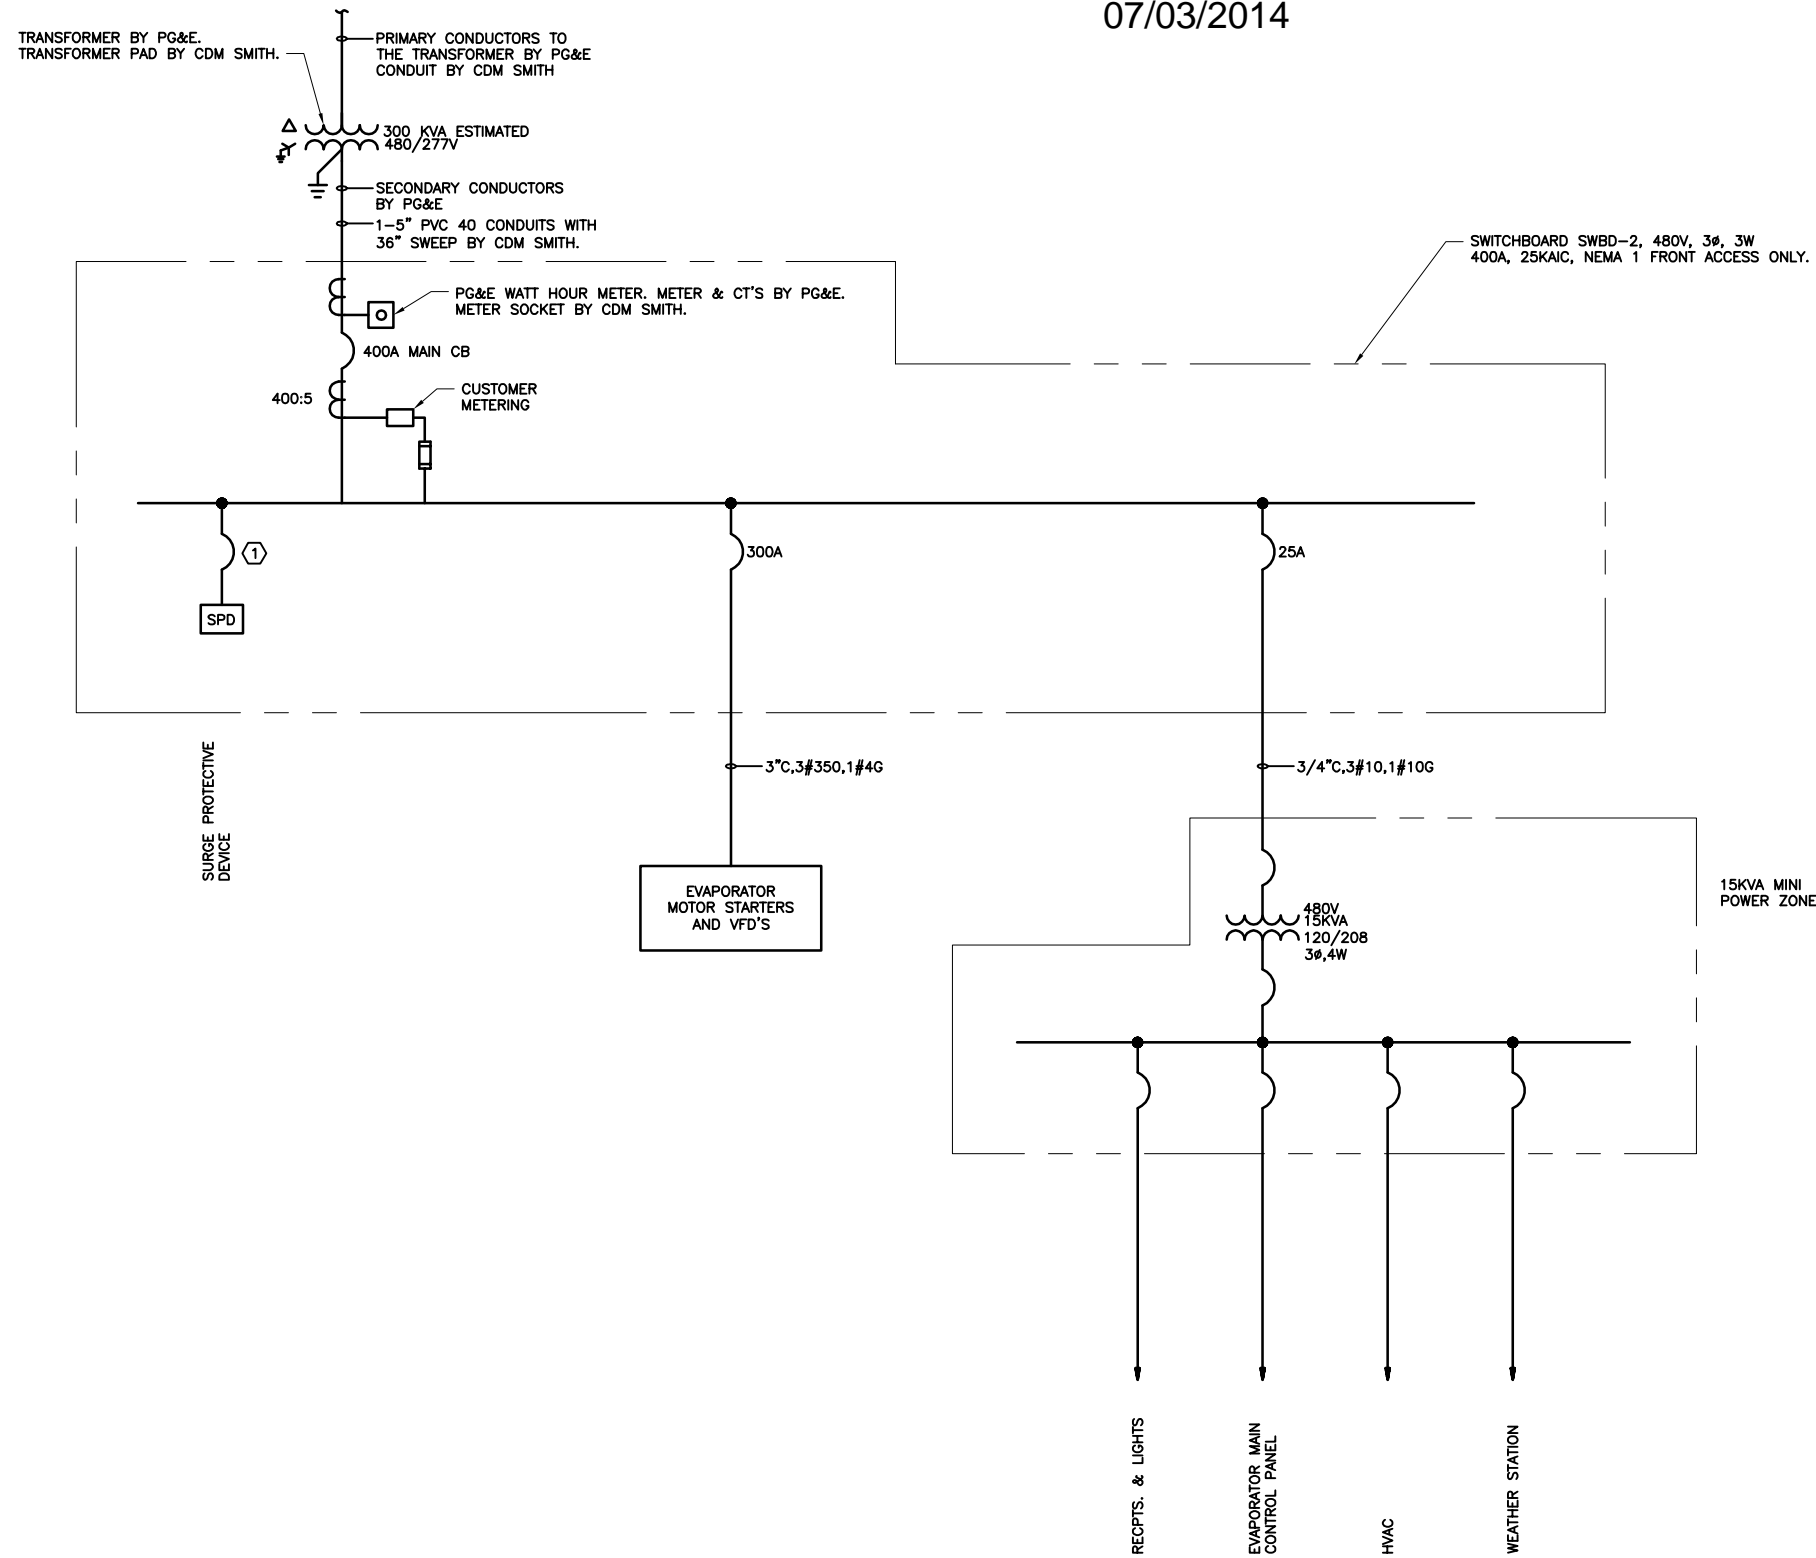 07/03/2014
TRANSFORMER BY PG&E.
TRANSFORMER PAD BY CDM SMITH.
PRIMARY CONDUCTORS TO
THE TRANSFORMER BY PG&E
CONDUIT BY CDM SMITH
300 KVA ESTIMATED
480/277V
SECONDARY CONDUCTORS
BY PG&E
1-5" PVC 40 CONDUITS WITH
36" SWEEP BY CDM SMITH.
SWITCHBOARD SWBD-2, 480V, 3ø, 3W
400A, 25KAIC, NEMA 1 FRONT ACCESS ONLY.
PG&E WATT HOUR METER. METER & CT'S BY PG&E.
METER SOCKET BY CDM SMITH.
400A MAIN CB
400:5
CUSTOMER
METERING
1
300A
25A
SPD
SURGE PROTECTIVE
DEVICE
3"C,3#350,1#4G
3/4"C,3#10,1#10G
EVAPORATOR
MOTOR STARTERS
AND VFD'S
15KVA MINI
POWER ZONE
480V
15KVA
120/208
3ø,4W
RECPTS. & LIGHTS
EVAPORATOR MAIN
CONTROL PANEL
HVAC
WEATHER STATION